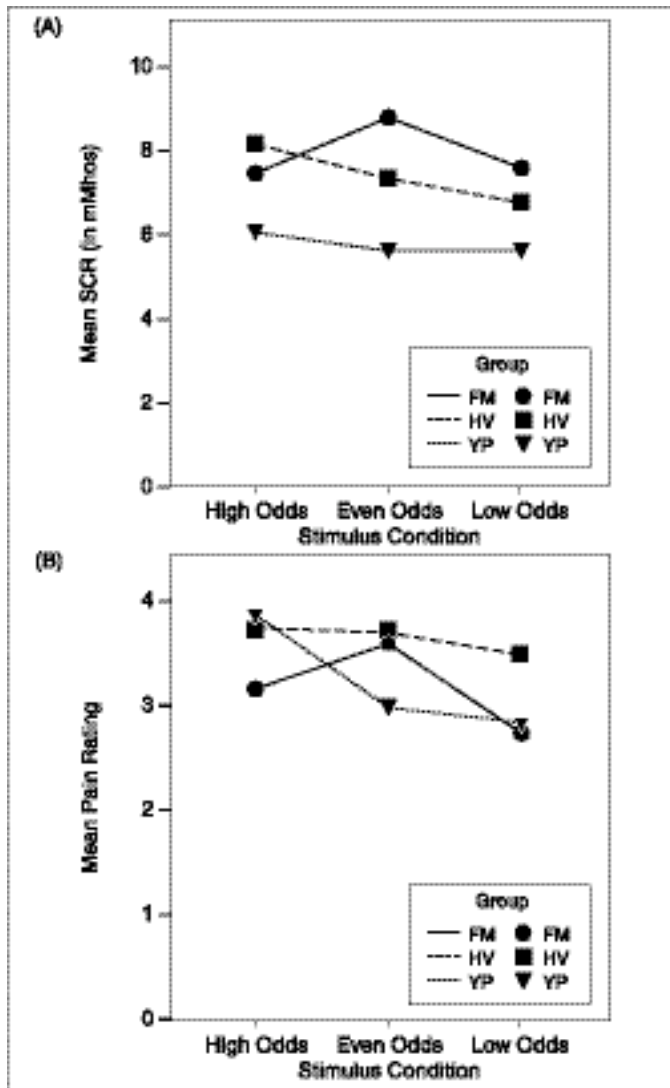 (A)
10
8
6
4
2
0
Mean SCR (in mMhos)
Group
FM FM
HV HV
YP YP
High Odds Even Odds Low Odds
Stimulus Condition
(B)
4
3
2
1
0
Mean Pain Rating
Group
FM FM
HV HV
YP YP
High Odds Even Odds Low Odds
Stimulus Condition